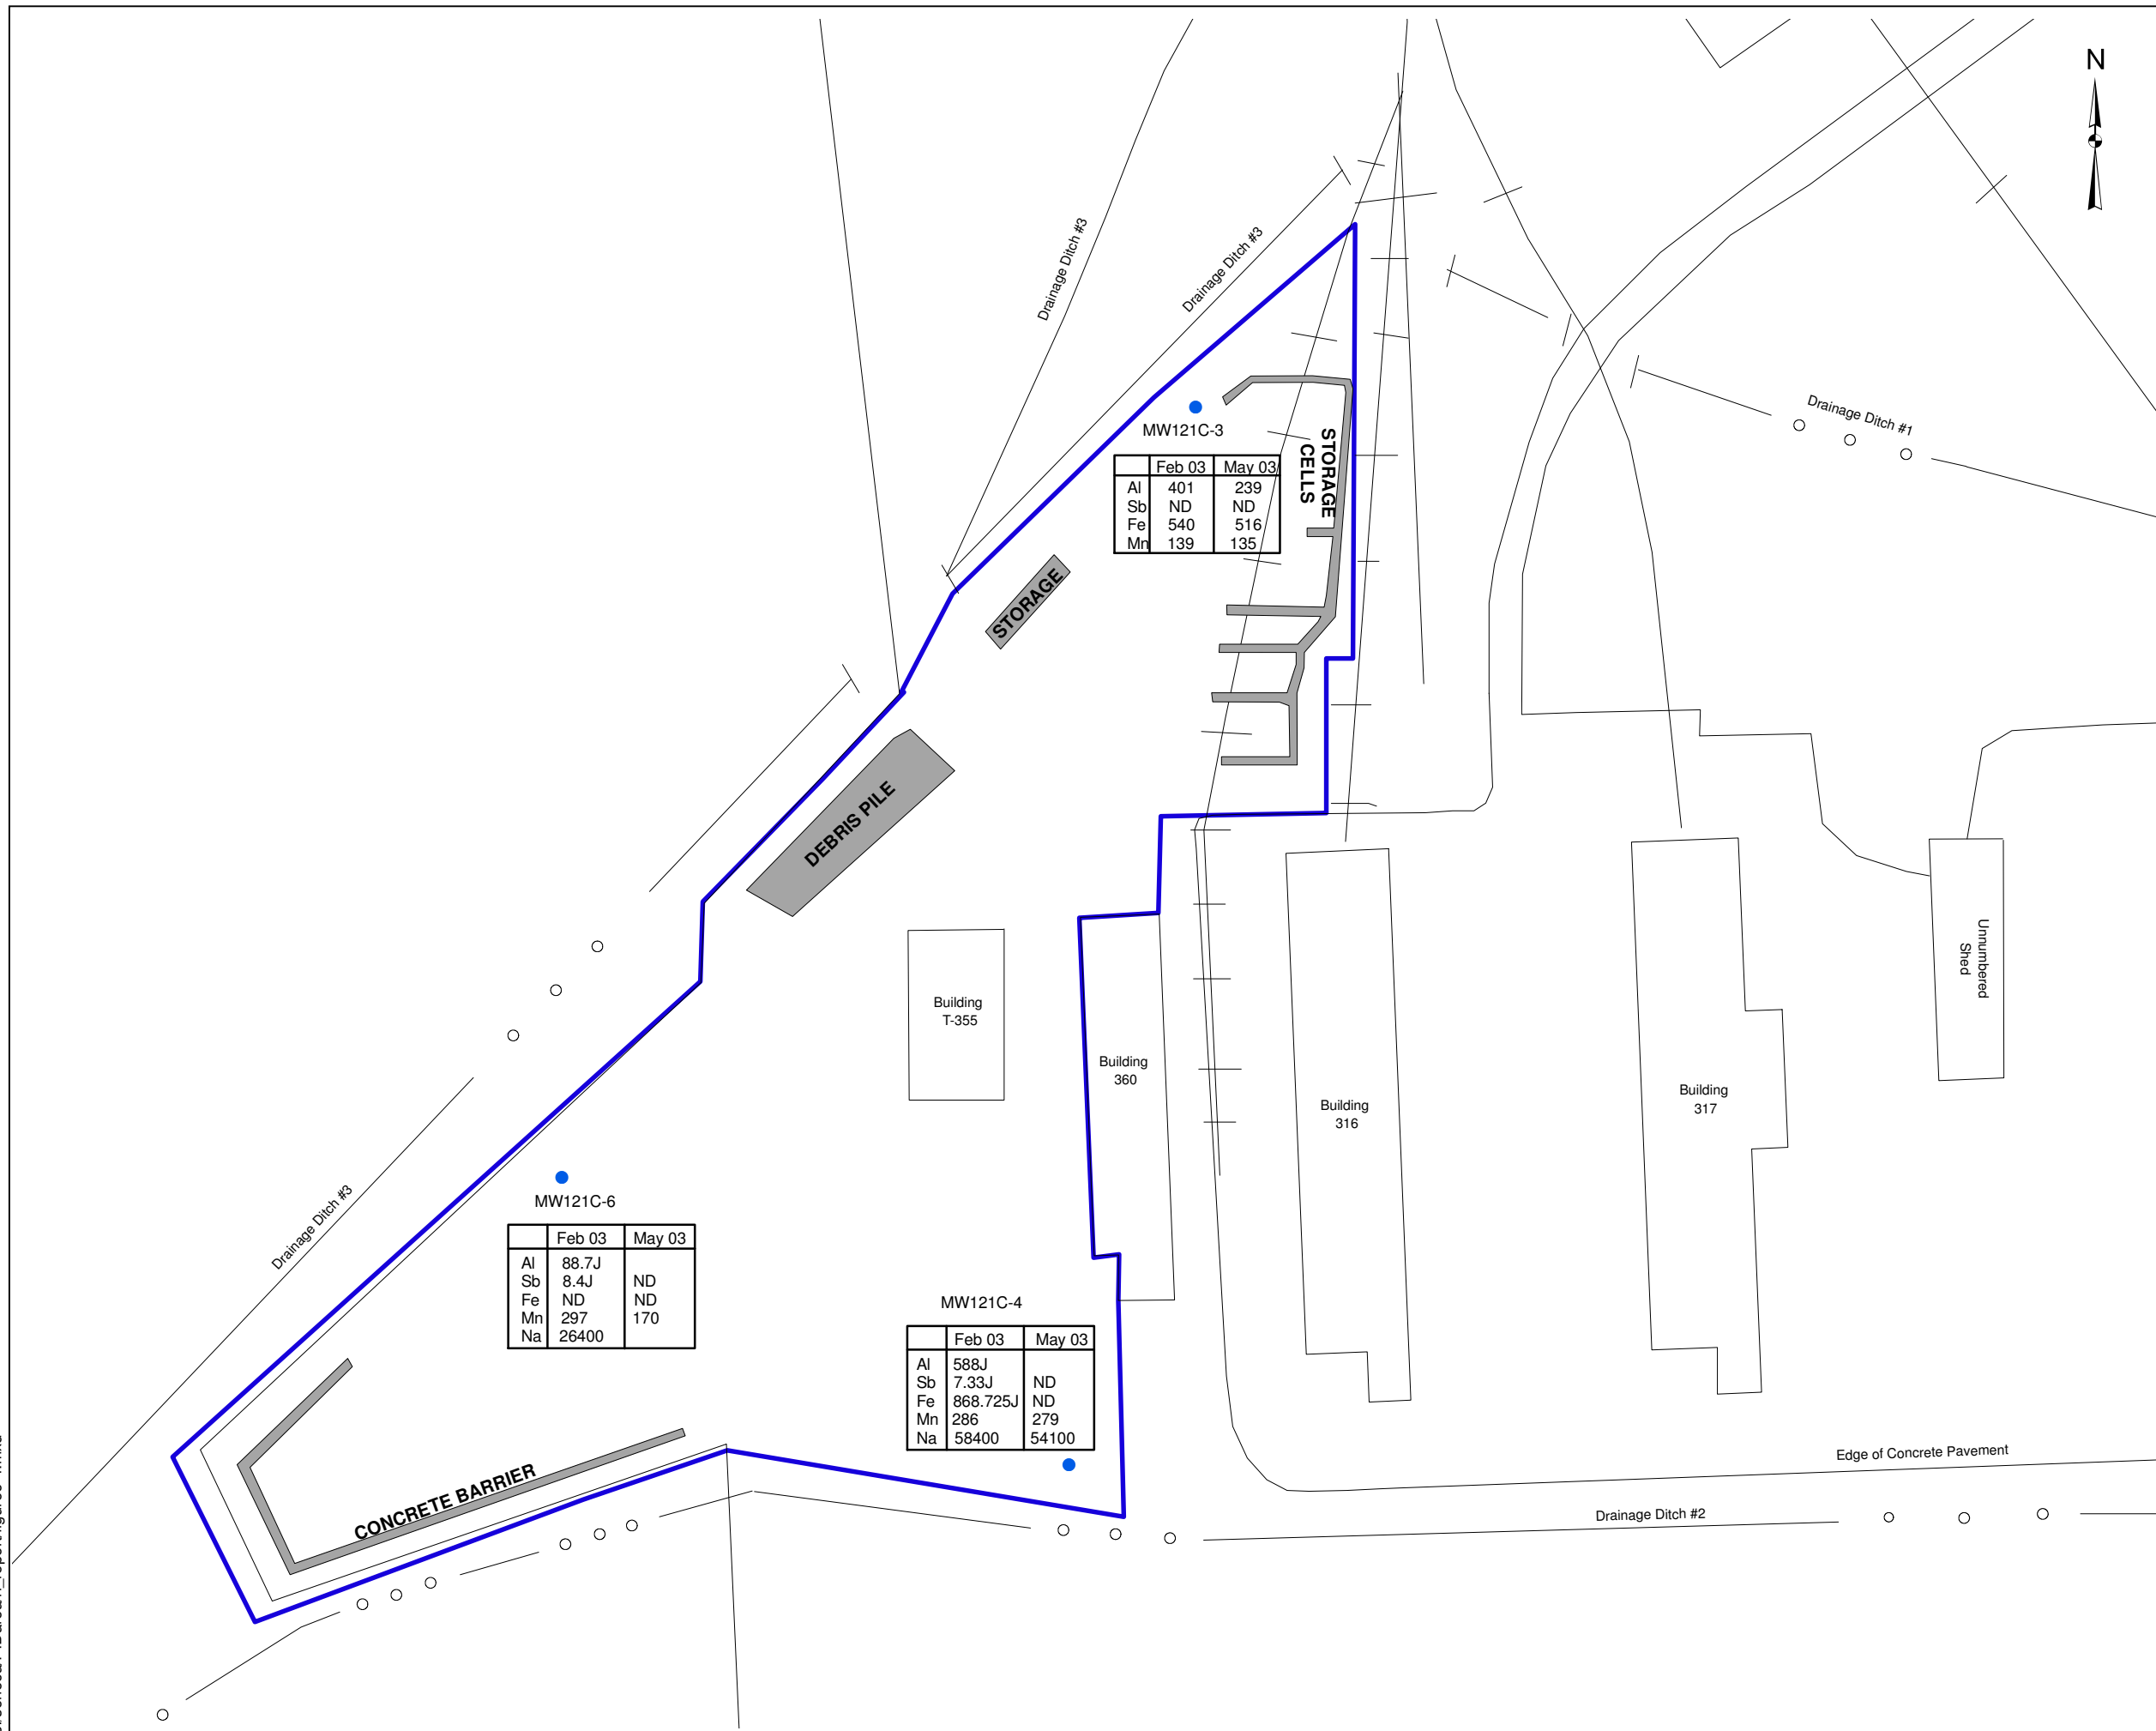 N
Drainage Ditch #3
Drainage Ditch #3
Drainage Ditch #1
MW121C-3
Feb 03 May 03
Al 401 239
Sb ND ND
Fe 540 516
Mn 139 135
STORAGE
CELLS
STORAGE
DEBRIS PILE
Building
T-355
Building
360
Building
316
Building
317
Unnumbered
Shed
Drainage Ditch #3
MW121C-6
Feb 03 May 03
Al 88.7J
Sb 8.4J ND
Fe ND ND
Mn 297 170
Na 26400
MW121C-4
Feb 03 May 03
Al 588J
Sb 7.33J ND
Fe 868.725J ND
Mn 286 279
Na 58400 54100
CONCRETE BARRIER
Edge of Concrete Pavement
Drainage Ditch #2